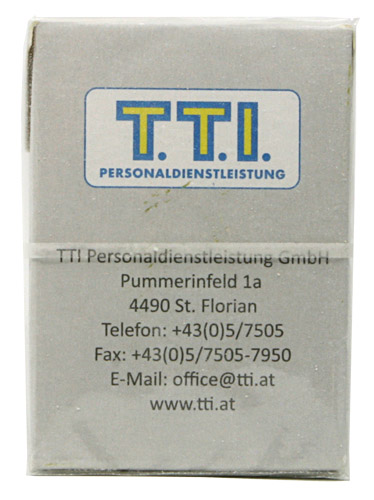 T.T.I.
PERSONALDIENSTLEISTUNG
TTI Personaldienstleistung GmbH
Pummerinfeld 1a
4490 St. Florian
Telefon: +43(0)5/7505
Fax: +43(0)5/7505-7950
E-Mail: office@tti.at
www.tti.at